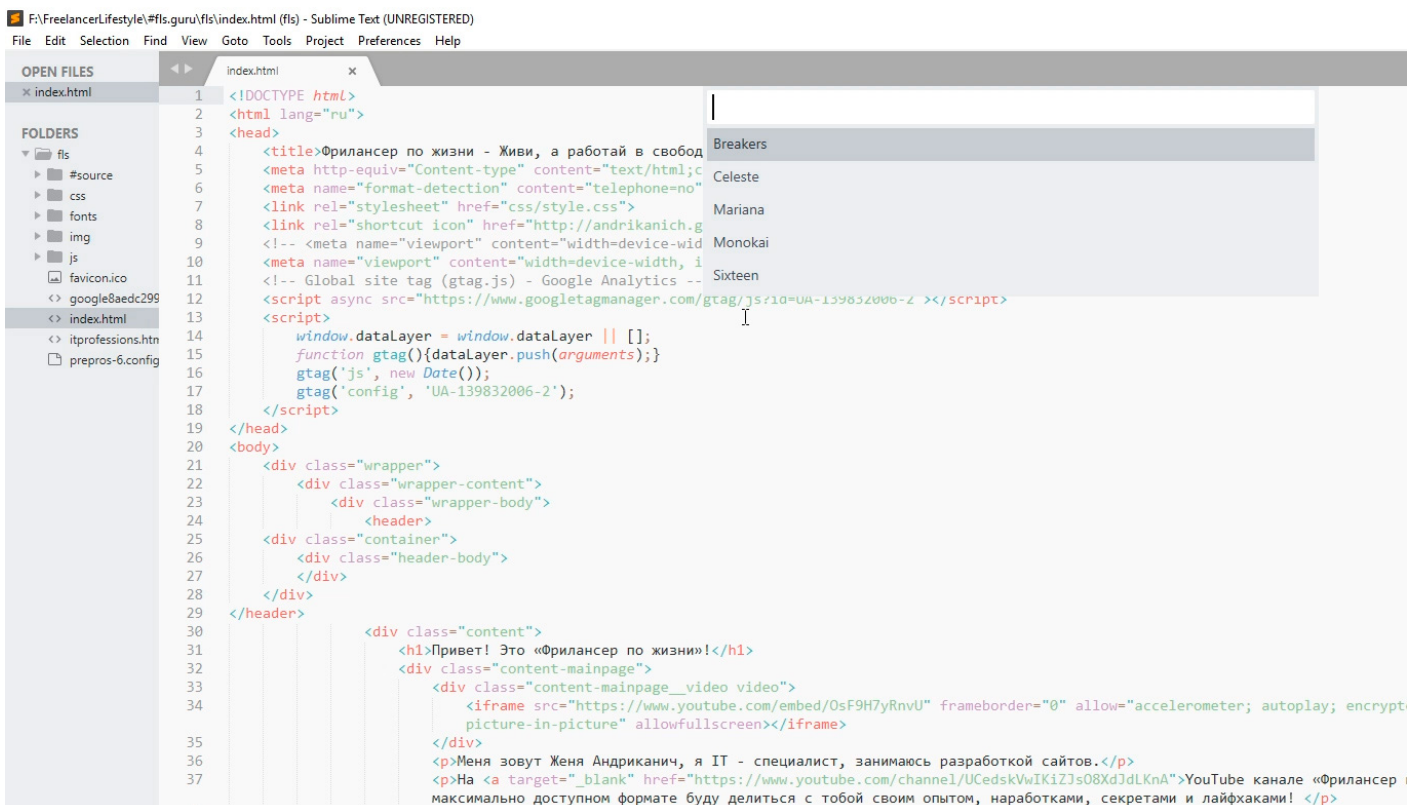 F:\FreelancerLifestyle\#fls.guru\fls\index.html (fls) - Sublime Text (UNREGISTERED)
File Edit Selection Find View Goto Tools Project Preferences Help
OPEN FILES
index.html
FOLDERS
fls
#source
css
fonts
img
js
favicon.ico
google8aedc299
index.html
itprofessions.htm
prepros-6.config
index.html
Breakers
Celeste
Mariana
Monokai
Sixteen
1 <!DOCTYPE html>
2 <html lang="ru">
3 <head>
4 <title>Фрилансер по жизни - Живи, а работай в свобод
5 <meta http-equiv="Content-type" content="text/html;c
6 <meta name="format-detection" content="telephone=no"
7 <link rel="stylesheet" href="css/style.css">
8 <link rel="shortcut icon" href="http://andrikanich.g
9 <!-- <meta name="viewport" content="width=device-wid
10 <meta name="viewport" content="width=device-width, i
11 <!-- Global site tag (gtag.js) - Google Analytics --
12 <script async src="https://www.googletagmanager.com/gtag/js?id=UA-139832006-2"></script>
13 <script>
14 window.dataLayer = window.dataLayer || [];
15 function gtag(){dataLayer.push(arguments);}
16 gtag('js', new Date());
17 gtag('config', 'UA-139832006-2');
18 </script>
19 </head>
20 <body>
21 <div class="wrapper">
22 <div class="wrapper-content">
23 <div class="wrapper-body">
24 <header>
25 <div class="container">
26 <div class="header-body">
27 </div>
28 </div>
29 </header>
30 <div class="content">
31 <h1>Привет! Это «Фрилансер по жизни»!</h1>
32 <div class="content-mainpage">
33 <div class="content-mainpage__video video">
34 <iframe src="https://www.youtube.com/embed/OsF9H7yRnvU" frameborder="0" allow="accelerometer; autoplay; encrypt
picture-in-picture" allowfullscreen></iframe>
35 </div>
36 <p>Меня зовут Женя Андриканич, я IT - специалист, занимаюсь разработкой сайтов.</p>
37 <p>На <a target="_blank" href="https://www.youtube.com/channel/UCedskVwIKiZJsO8XdJdLKnA">YouTube канале «Фрилансер
максимально доступном формате буду делиться с тобой своим опытом, наработками, секретами и лайфхаками! </p>